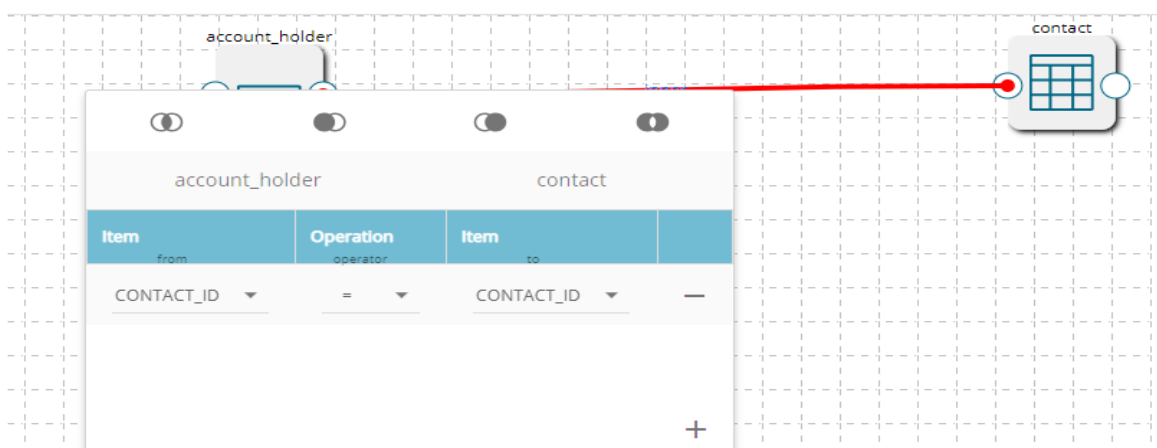 account_holder
contact
account_holder contact
Item Operation Item
from operator to
CONTACT_ID = CONTACT_ID